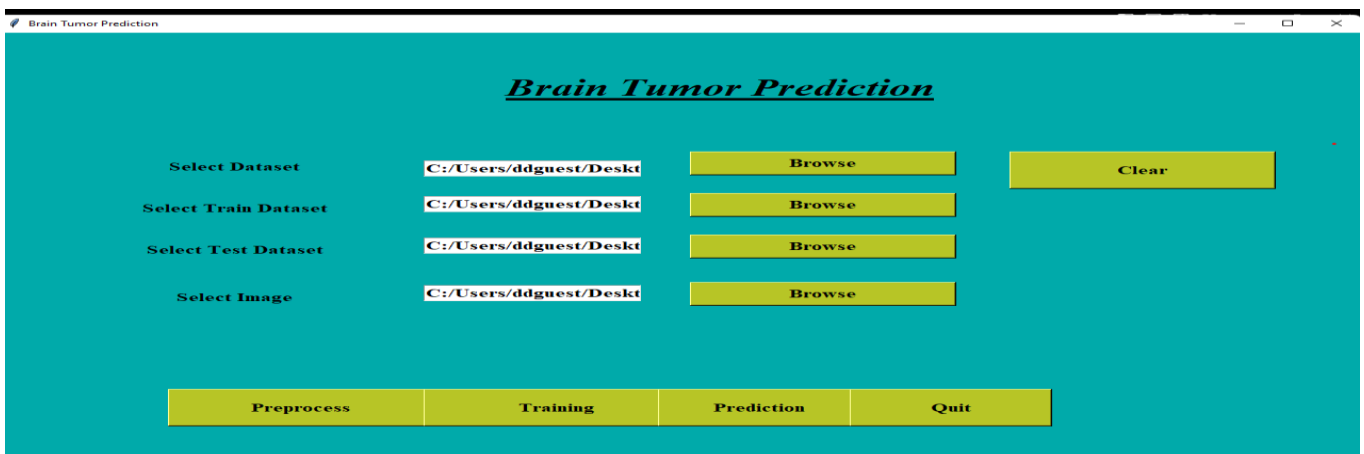 Brain Tumor Prediction
Brain Tumor Prediction
Select Dataset C:/Users/ddguest/Deskt Browse Clear
Select Train Dataset C:/Users/ddguest/Deskt Browse
Select Test Dataset C:/Users/ddguest/Deskt Browse
Select Image C:/Users/ddguest/Deskt Browse
Preprocess Training Prediction Quit